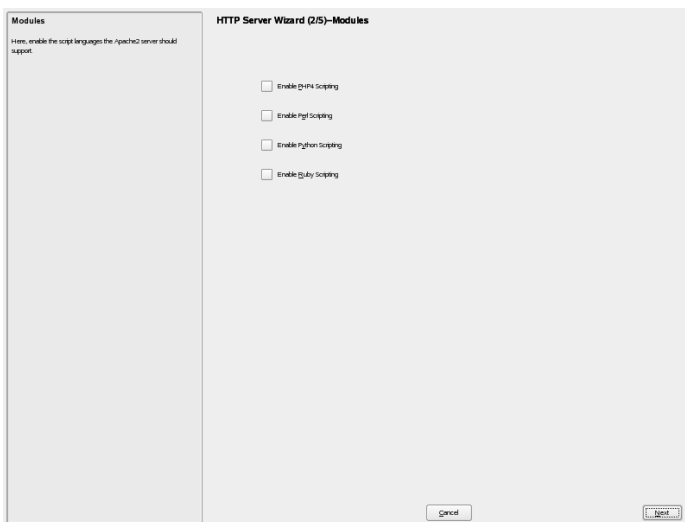 Modules
Here, enable the script languages the Apache2 server should
support.
HTTP Server Wizard (2/5)--Modules
Enable PHP4 Scripting
Enable Perl Scripting
Enable Python Scripting
Enable Ruby Scripting
Cancel
Next